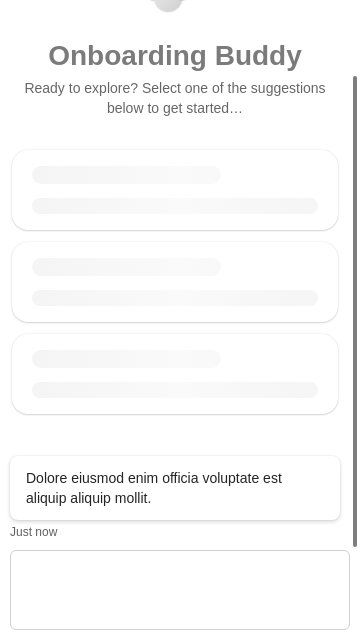 Onboarding Buddy
Ready to explore? Select one of the suggestions
below to get started…
Dolore eiusmod enim officia voluptate est
aliquip aliquip mollit.
Just now